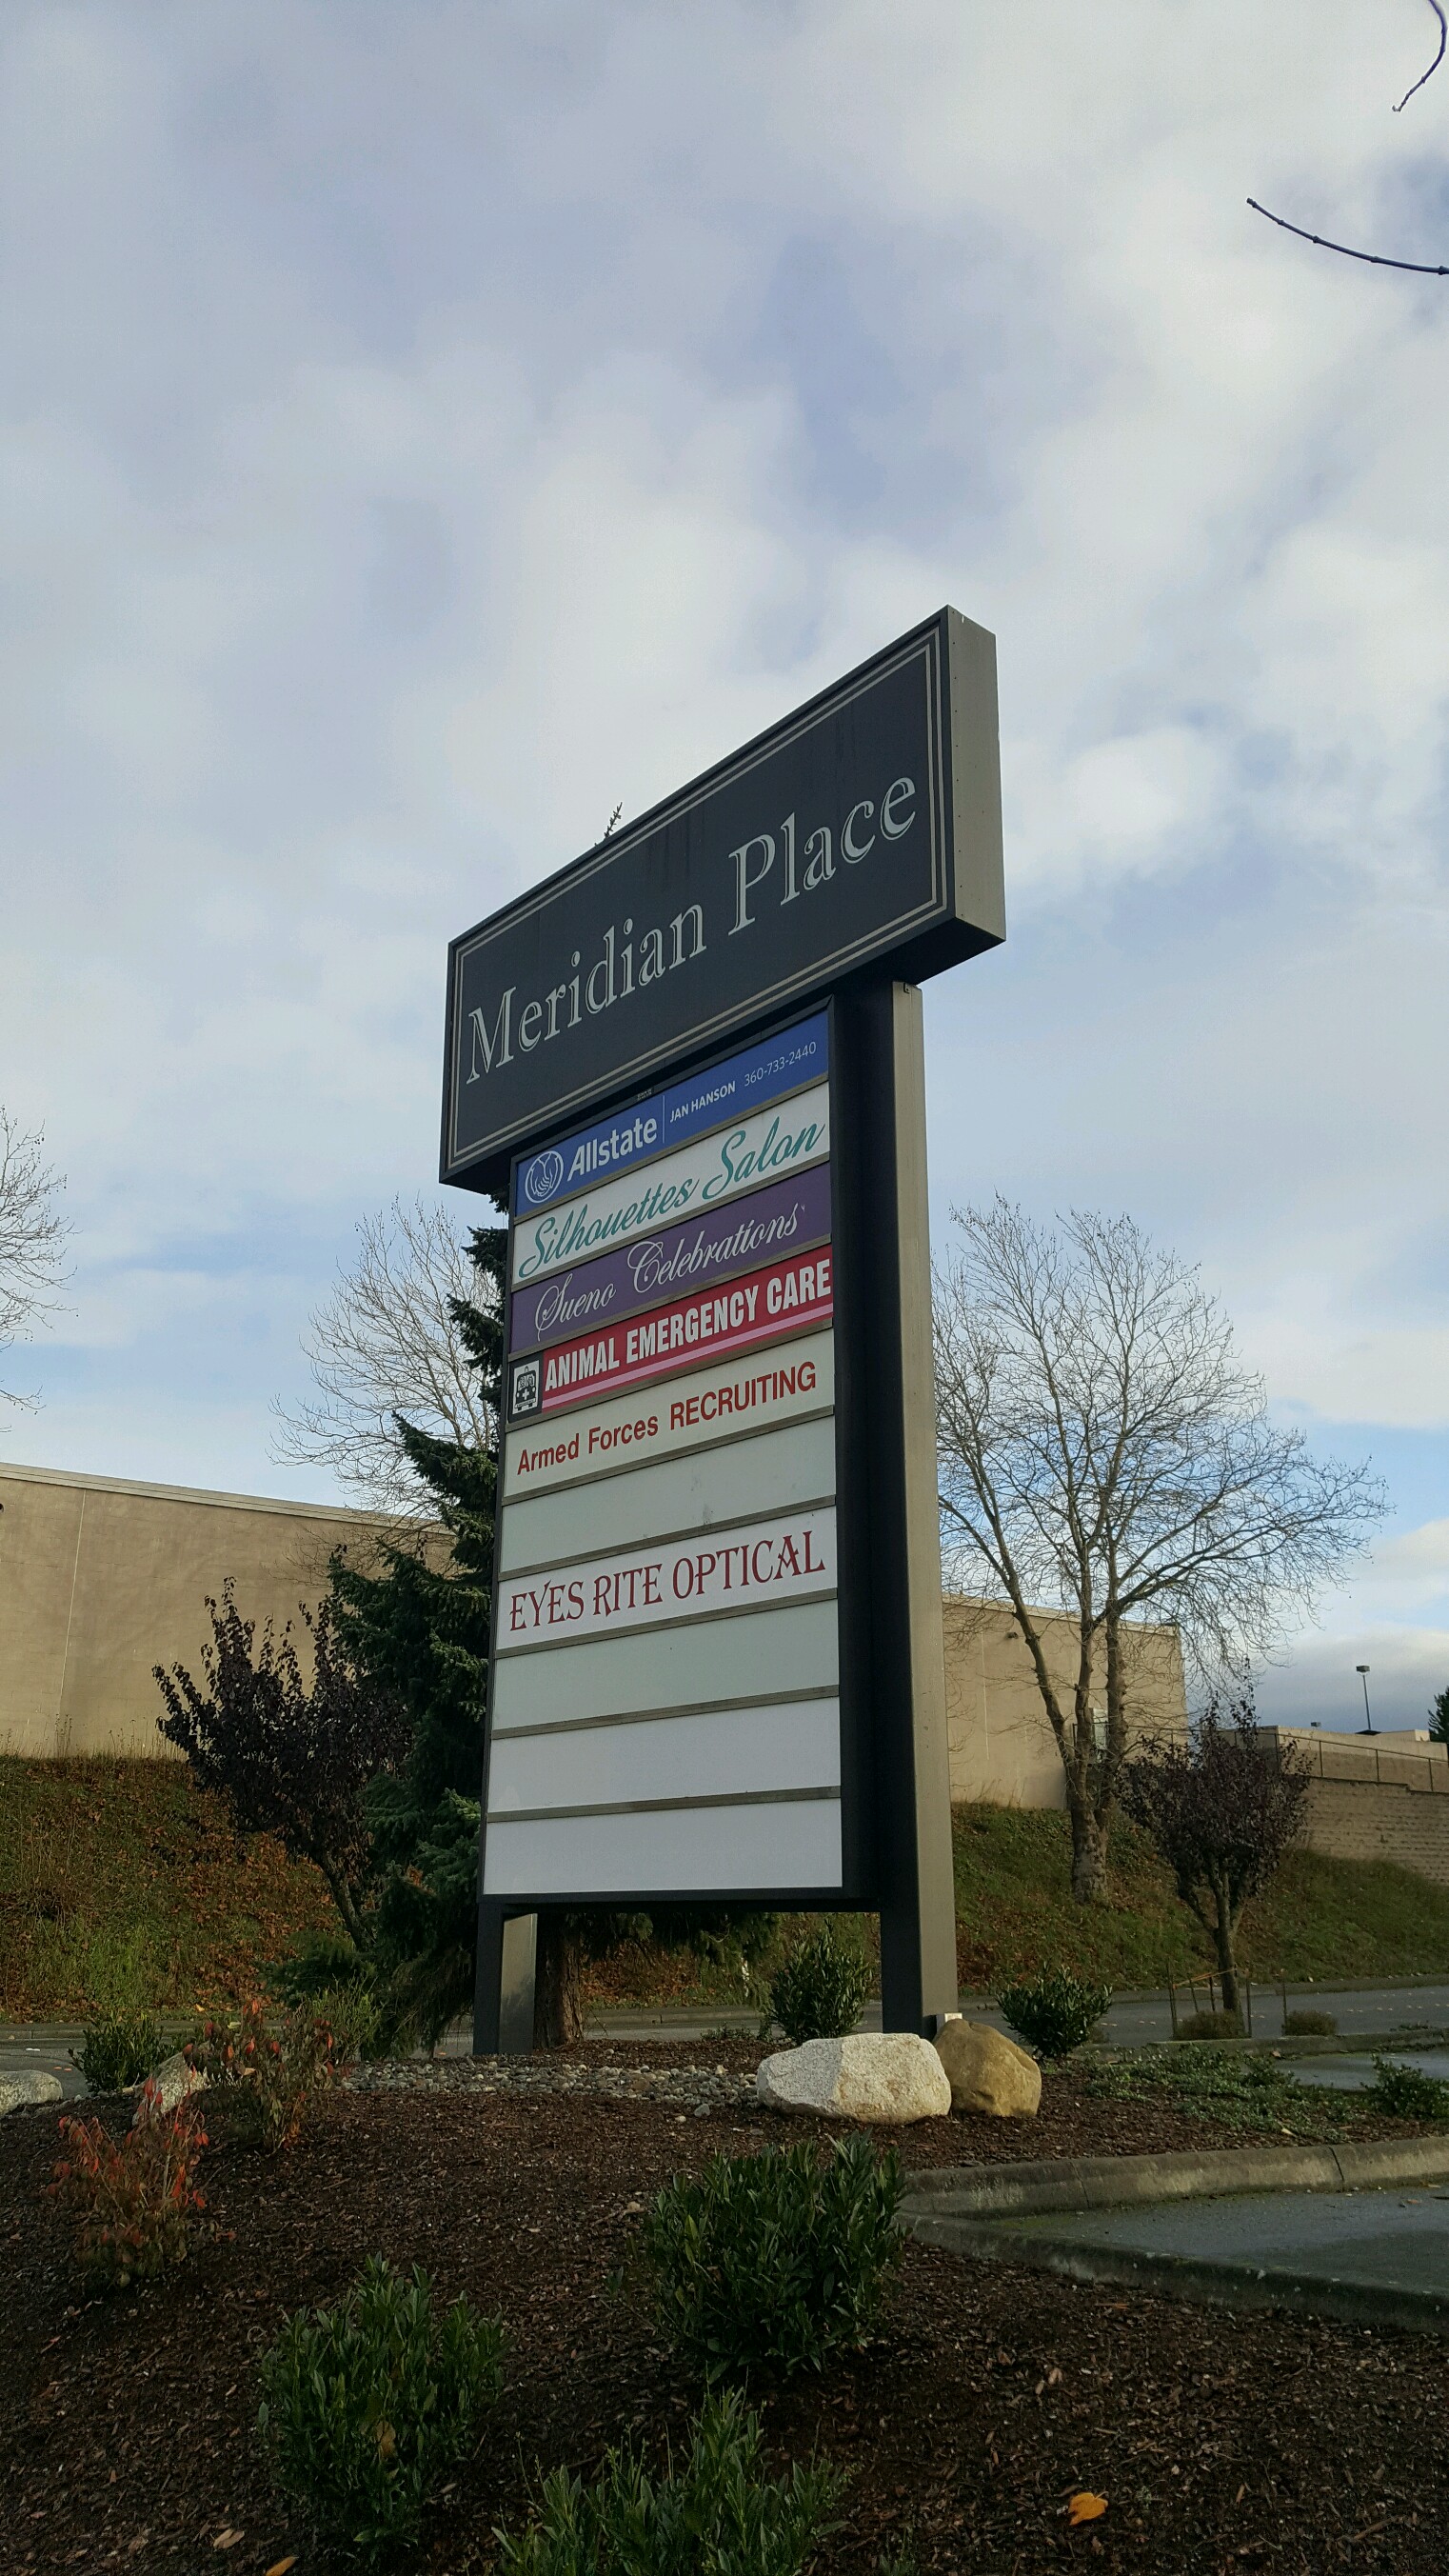 Meridian Place
Allstate JAN HANSON 360-733-2440
Silhouettes Salon
Sueno Celebrations
ANIMAL EMERGENCY CARE
Armed Forces RECRUITING
EYES RITE OPTICAL